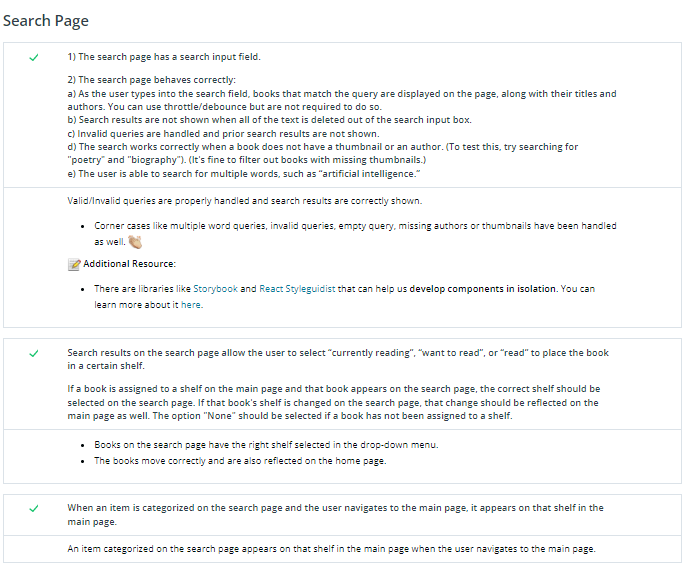 Search Page
1) The search page has a search input field.
2) The search page behaves correctly:
a) As the user types into the search field, books that match the query are displayed on the page, along with their titles and
authors. You can use throttle/debounce but are not required to do so.
b) Search results are not shown when all of the text is deleted out of the search input box.
c) Invalid queries are handled and prior search results are not shown.
d) The search works correctly when a book does not have a thumbnail or an author. (To test this, try searching for
"poetry" and "biography"). (It's fine to filter out books with missing thumbnails.)
e) The user is able to search for multiple words, such as "artificial intelligence."
Valid/Invalid queries are properly handled and search results are correctly shown.
• Corner cases like multiple word queries, invalid queries, empty query, missing authors or thumbnails have been handled
as well. 👏🏼
📝 Additional Resource:
• There are libraries like Storybook and React Styleguidist that can help us develop components in isolation. You can
learn more about it here.
Search results on the search page allow the user to select "currently reading", "want to read", or "read" to place the book
in a certain shelf.
If a book is assigned to a shelf on the main page and that book appears on the search page, the correct shelf should be
selected on the search page. If that book's shelf is changed on the search page, that change should be reflected on the
main page as well. The option "None" should be selected if a book has not been assigned to a shelf.
• Books on the search page have the right shelf selected in the drop-down menu.
• The books move correctly and are also reflected on the home page.
When an item is categorized on the search page and the user navigates to the main page, it appears on that shelf in the
main page.
An item categorized on the search page appears on that shelf in the main page when the user navigates to the main page.